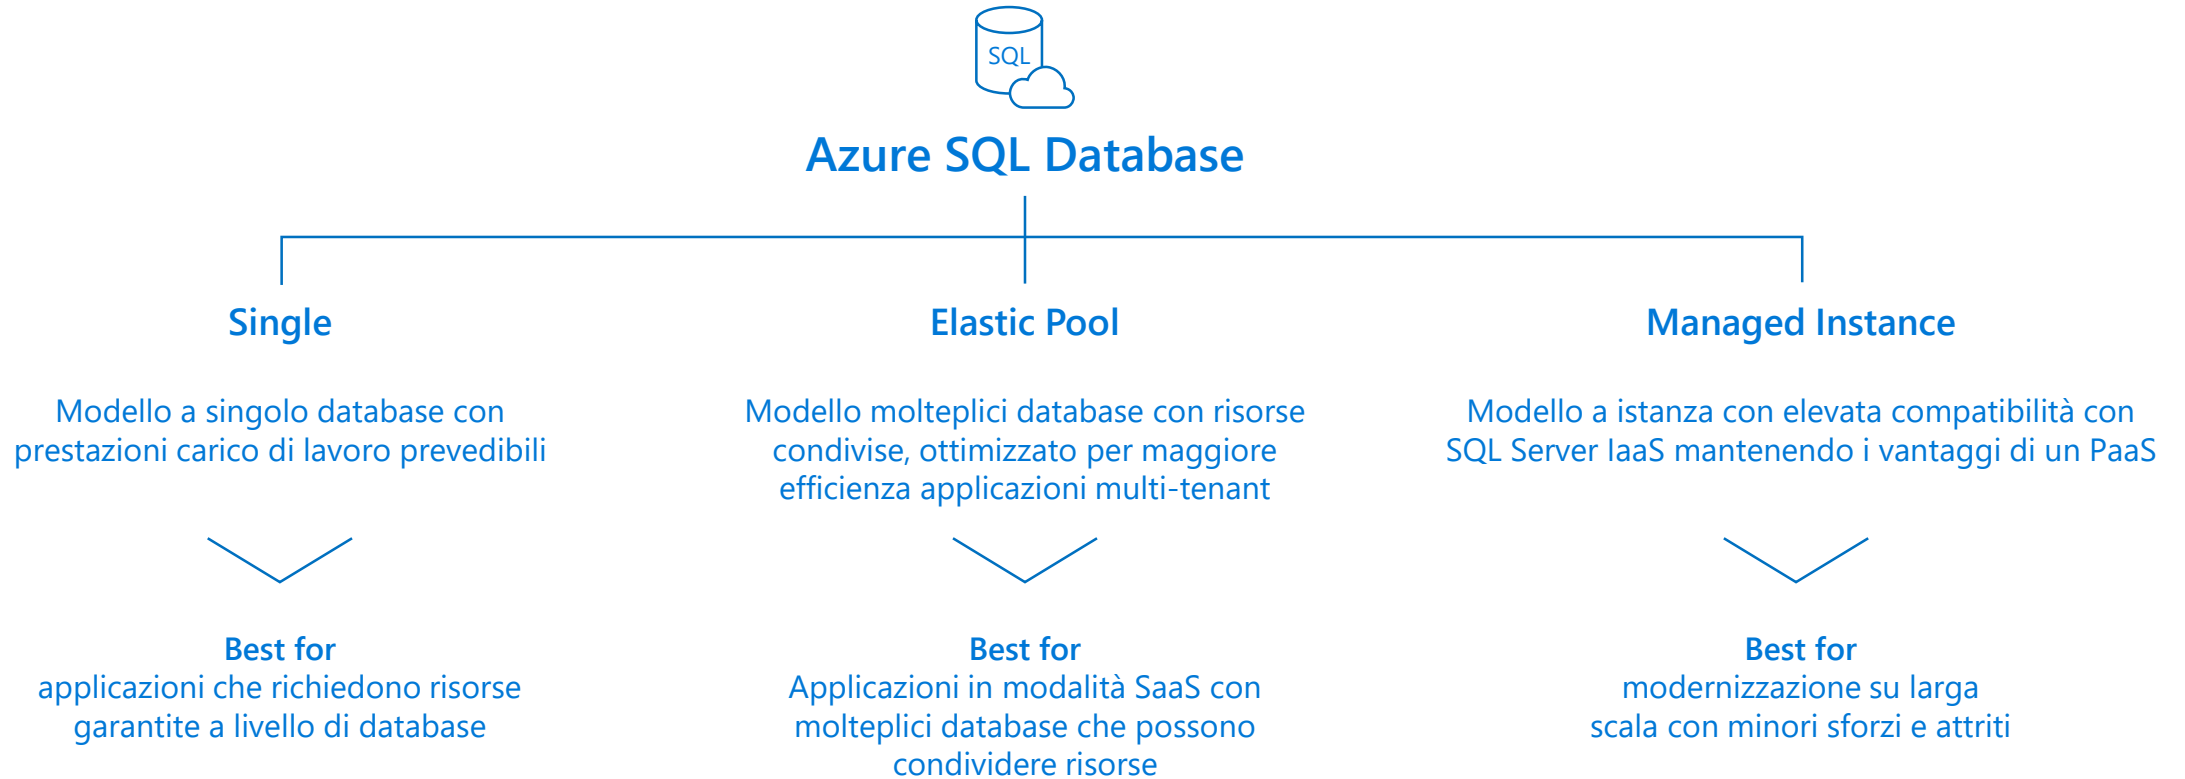 SQL
Azure SQL Database
Single
Modello a singolo database con
prestazioni carico di lavoro prevedibili
Best for
applicazioni che richiedono risorse
garantite a livello di database
Elastic Pool
Modello molteplici database con risorse
condivise, ottimizzato per maggiore
efficienza applicazioni multi-tenant
Best for
Applicazioni in modalità SaaS con
molteplici database che possono
condividere risorse
Managed Instance
Modello a istanza con elevata compatibilità con
SQL Server IaaS mantenendo i vantaggi di un PaaS
Best for
modernizzazione su larga
scala con minori sforzi e attriti